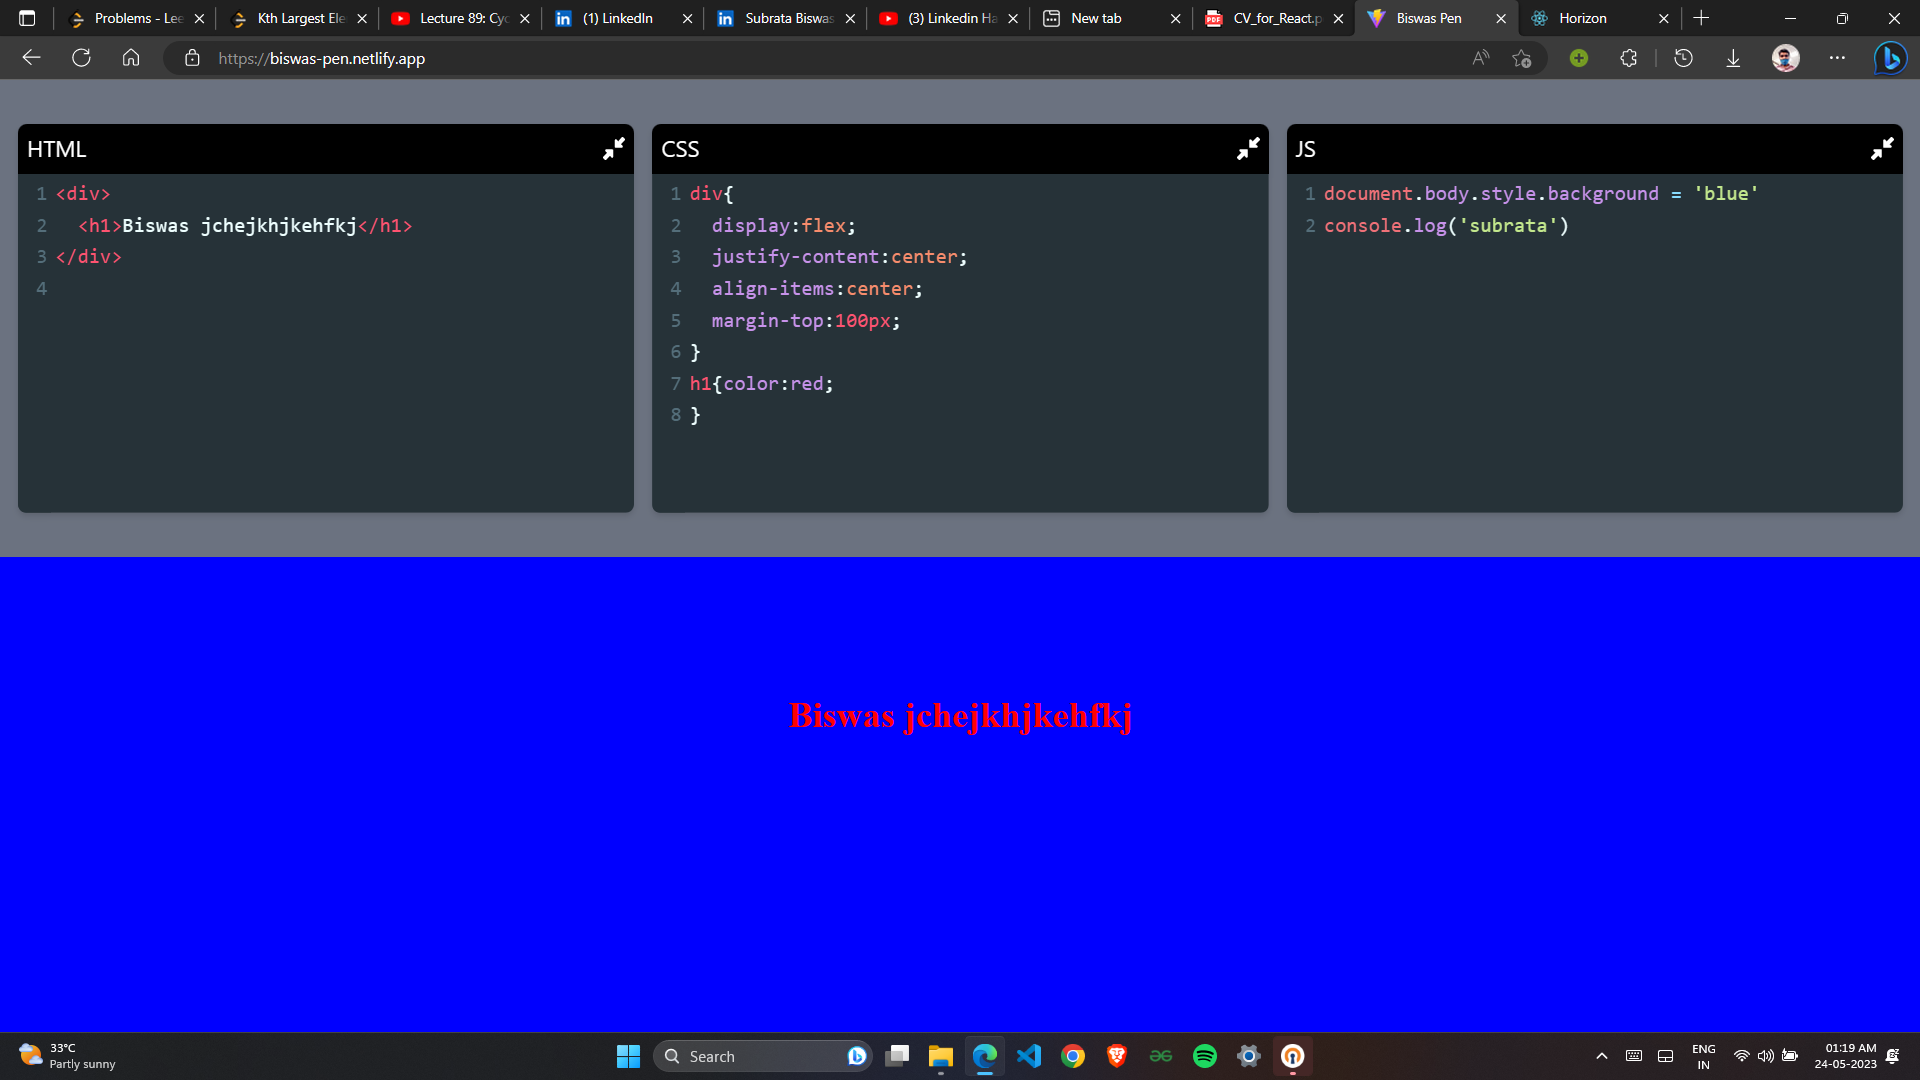 Problems - Lee
Kth Largest Ele
Lecture 89: Cyc
(1) LinkedIn
Subrata Biswas
(3) Linkedin Ha
New tab
CV_for_React.p
Biswas Pen
Horizon
https://biswas-pen.netlify.app
HTML
1 <div>
2   <h1>Biswas jchejkhjkehfkj</h1>
3 </div>
4
CSS
1 div{
2   display:flex;
3   justify-content:center;
4   align-items:center;
5   margin-top:100px;
6 }
7 h1{color:red;
8 }
JS
1 document.body.style.background = 'blue'
2 console.log('subrata')
Biswas jchejkhjkehfkj
33°C
Partly sunny
Search
ENG
IN
01:19 AM
24-05-2023